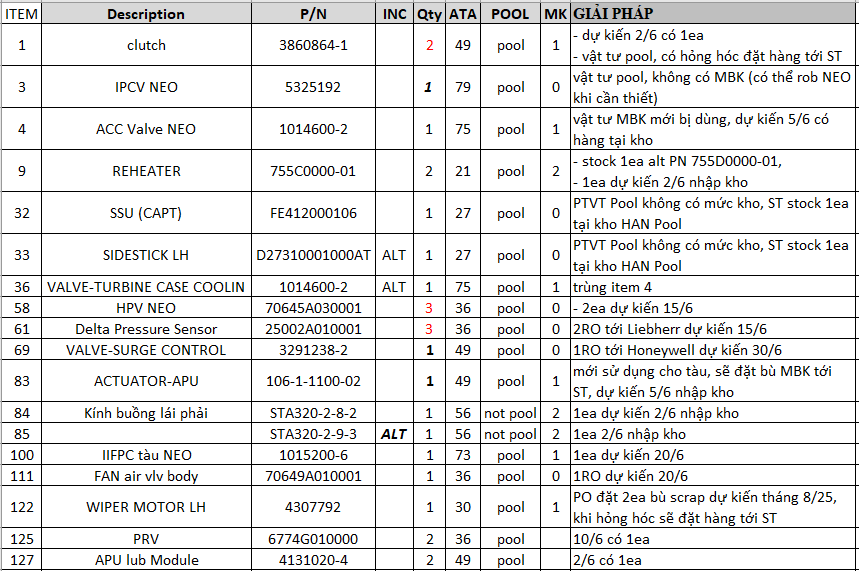 ITEM Description P/N INC Qty ATA POOL MK GIẢI PHÁP
1 clutch 3860864-1 2 49 pool 1 - dự kiến 2/6 có 1ea
- vật tư pool, có hỏng hóc đặt hàng tới ST
3 IPCV NEO 5325192 1 79 pool 0 vật tư pool, không có MBK (có thể rob NEO
khi cần thiết)
4 ACC Valve NEO 1014600-2 1 75 pool 1 vật tư MBK mới bị dùng, dự kiến 5/6 có
hàng tại kho
9 REHEATER 755C0000-01 2 21 pool 2 - stock 1ea alt PN 755D0000-01,
- 1ea dự kiến 2/6 nhập kho
32 SSU (CAPT) FE412000106 1 27 pool 0 PTVT Pool không có mức kho, ST stock 1ea
tại kho HAN Pool
33 SIDESTICK LH D27310001000AT ALT 1 27 pool 0 PTVT Pool không có mức kho, ST stock 1ea
tại kho HAN Pool
36 VALVE-TURBINE CASE COOLIN 1014600-2 ALT 1 75 pool 1 trùng item 4
58 HPV NEO 70645A030001 3 36 pool 0 - 2ea dự kiến 15/6
61 Delta Pressure Sensor 25002A010001 3 36 pool 0 2RO tới Liebherr dự kiến 15/6
69 VALVE-SURGE CONTROL 3291238-2 1 49 pool 0 1RO tới Honeywell dự kiến 30/6
83 ACTUATOR-APU 106-1-1100-02 1 49 pool 1 mới sử dụng cho tàu, sẽ đặt bù MBK tới
ST, dự kiến 5/6 nhập kho
84 Kính buồng lái phải STA320-2-8-2 1 56 not pool 2 1ea dự kiến 2/6 nhập kho
85 STA320-2-9-3 ALT 1 56 not pool 2 1ea 2/6 nhập kho
100 IIFPC tàu NEO 1015200-6 1 73 pool 1 1ea dự kiến 20/6
111 FAN air vlv body 70649A010001 1 36 pool 0 1RO dự kiến 20/6
122 WIPER MOTOR LH 4307792 1 30 pool 1 PO đặt 2ea bù scrap dự kiến tháng 8/25,
khi hỏng hóc sẽ đặt hàng tới ST
125 PRV 6774G010000 2 36 pool 10/6 có 1ea
127 APU lub Module 4131020-4 2 49 pool 2/6 có 1ea